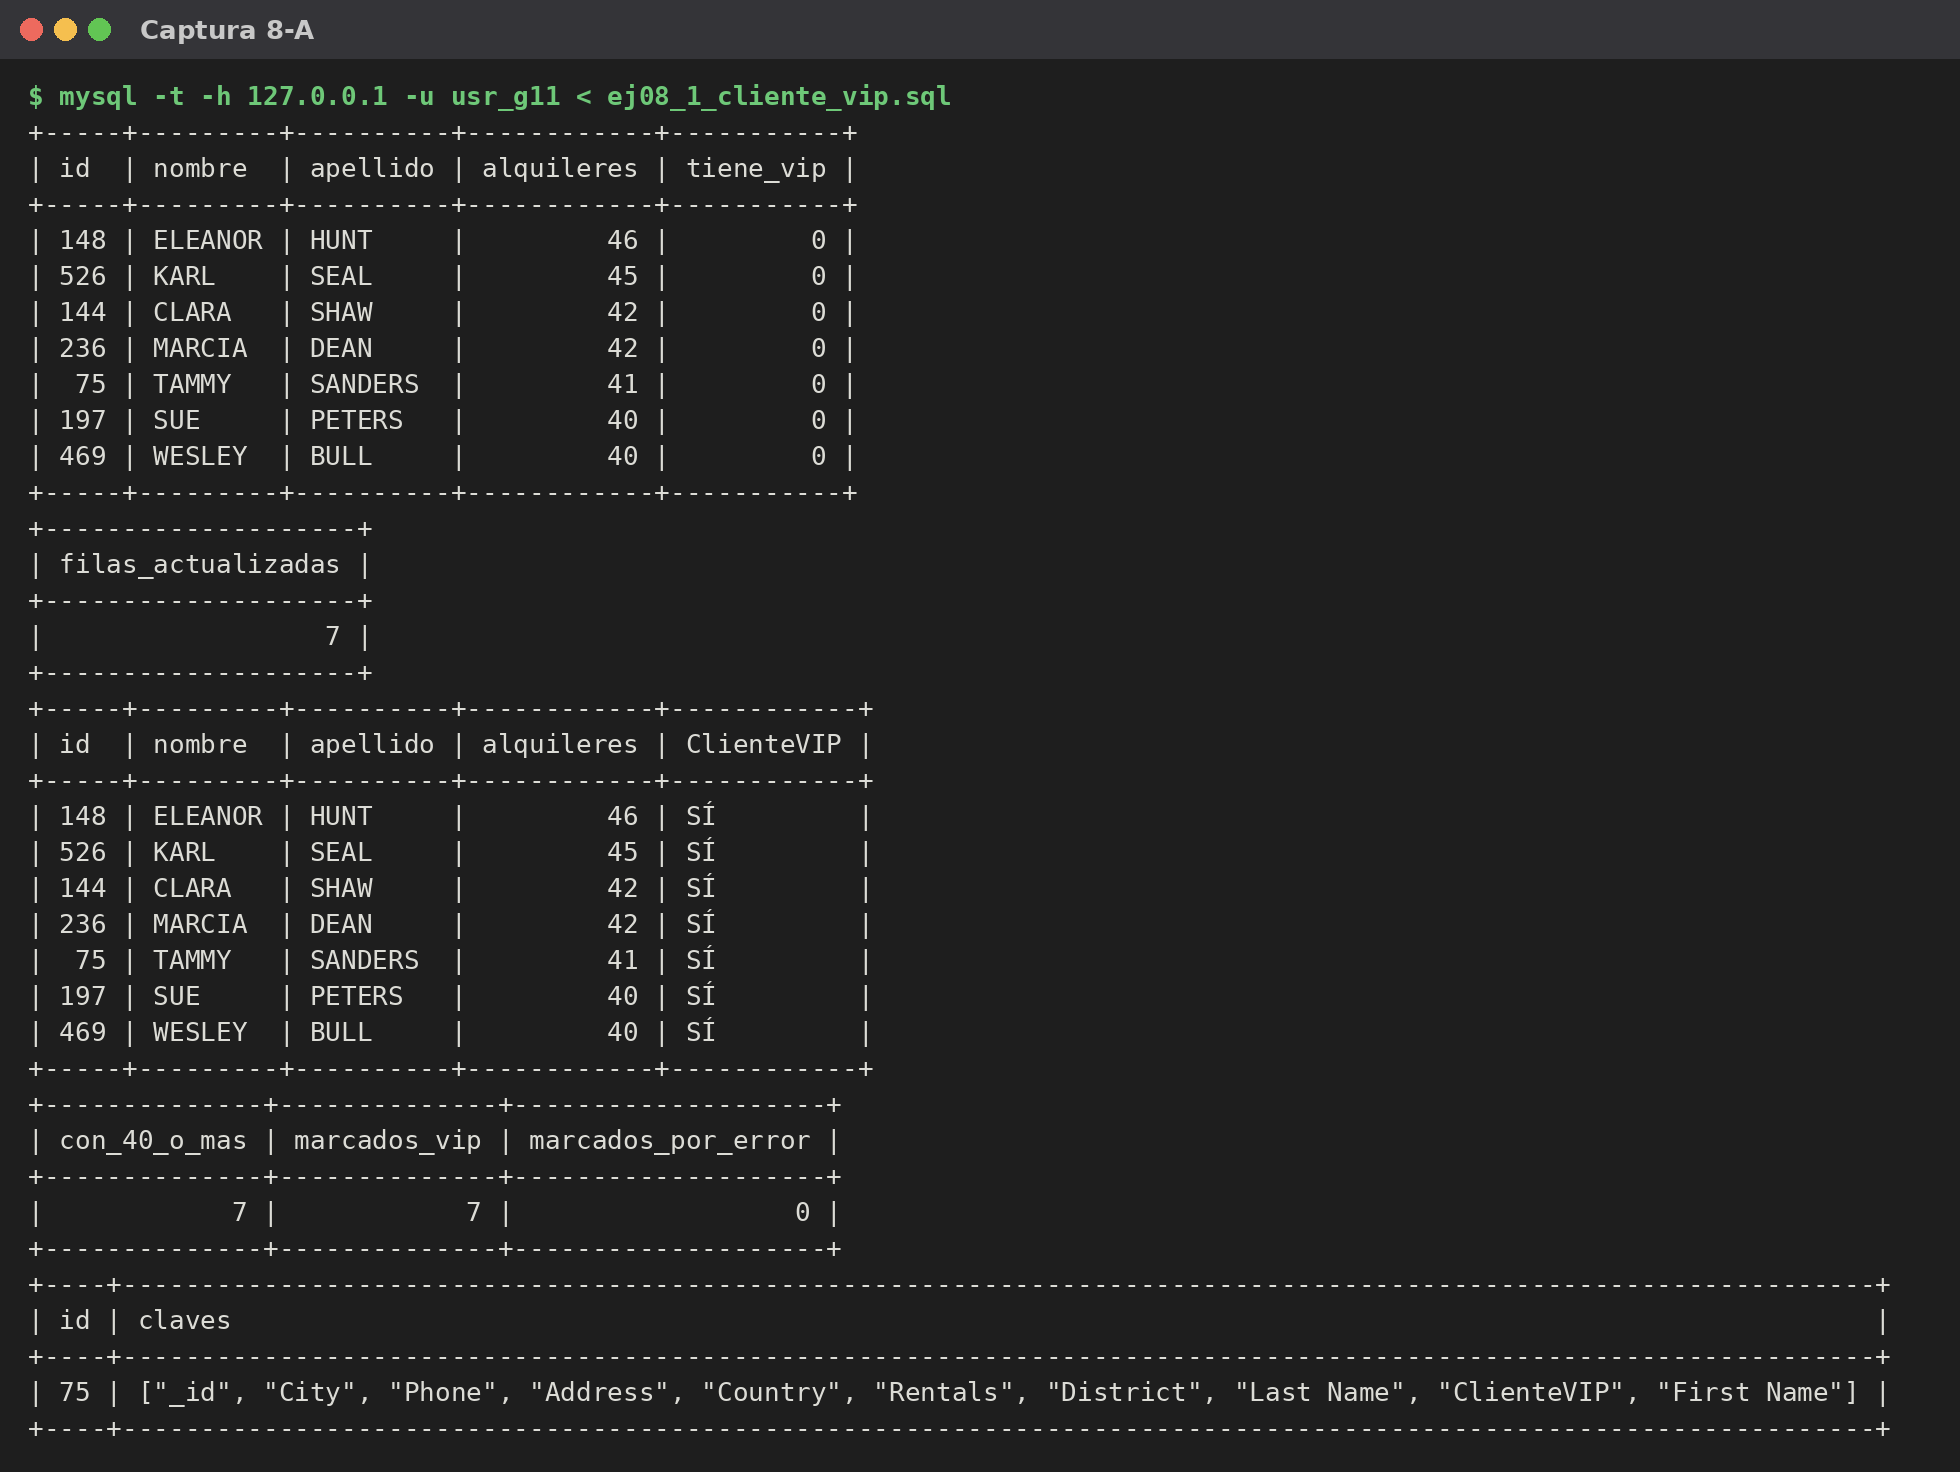 Captura 8-A
$ mysql -t -h 127.0.0.1 -u usr_g11 < ej08_1_cliente_vip.sql
+-----+---------+----------+------------+-----------+
| id  | nombre  | apellido | alquileres | tiene_vip |
+-----+---------+----------+------------+-----------+
| 148 | ELEANOR | HUNT     |         46 |         0 |
| 526 | KARL    | SEAL     |         45 |         0 |
| 144 | CLARA   | SHAW     |         42 |         0 |
| 236 | MARCIA  | DEAN     |         42 |         0 |
|  75 | TAMMY   | SANDERS  |         41 |         0 |
| 197 | SUE     | PETERS   |         40 |         0 |
| 469 | WESLEY  | BULL     |         40 |         0 |
+-----+---------+----------+------------+-----------+
+--------------------+
| filas_actualizadas |
+--------------------+
|                  7 |
+--------------------+
+-----+---------+----------+------------+------------+
| id  | nombre  | apellido | alquileres | ClienteVIP |
+-----+---------+----------+------------+------------+
| 148 | ELEANOR | HUNT     |         46 | SÍ         |
| 526 | KARL    | SEAL     |         45 | SÍ         |
| 144 | CLARA   | SHAW     |         42 | SÍ         |
| 236 | MARCIA  | DEAN     |         42 | SÍ         |
|  75 | TAMMY   | SANDERS  |         41 | SÍ         |
| 197 | SUE     | PETERS   |         40 | SÍ         |
| 469 | WESLEY  | BULL     |         40 | SÍ         |
+-----+---------+----------+------------+------------+
+--------------+--------------+--------------------+
| con_40_o_mas | marcados_vip | marcados_por_error |
+--------------+--------------+--------------------+
|            7 |            7 |                  0 |
+--------------+--------------+--------------------+
+----+----------------------------------------------------------------------------------------------------------------+
| id | claves                                                                                                         |
+----+----------------------------------------------------------------------------------------------------------------+
| 75 | ["_id", "City", "Phone", "Address", "Country", "Rentals", "District", "Last Name", "ClienteVIP", "First Name"] |
+----+----------------------------------------------------------------------------------------------------------------+